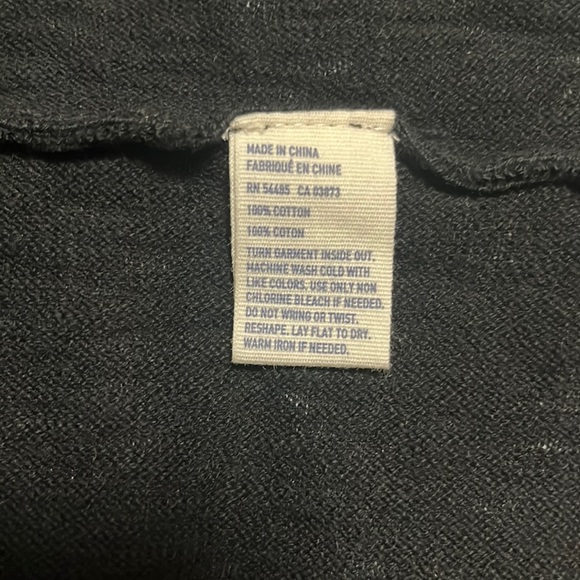 MADE IN CHINA
FABRIQUÉ EN CHINE
RN 54485 CA 03873
100% COTTON
100% COTON
TURN GARMENT INSIDE OUT.
MACHINE WASH COLD WITH
LIKE COLORS. USE ONLY NON
CHLORINE BLEACH IF NEEDED.
DO NOT WRING OR TWIST.
RESHAPE. LAY FLAT TO DRY.
WARM IRON IF NEEDED.